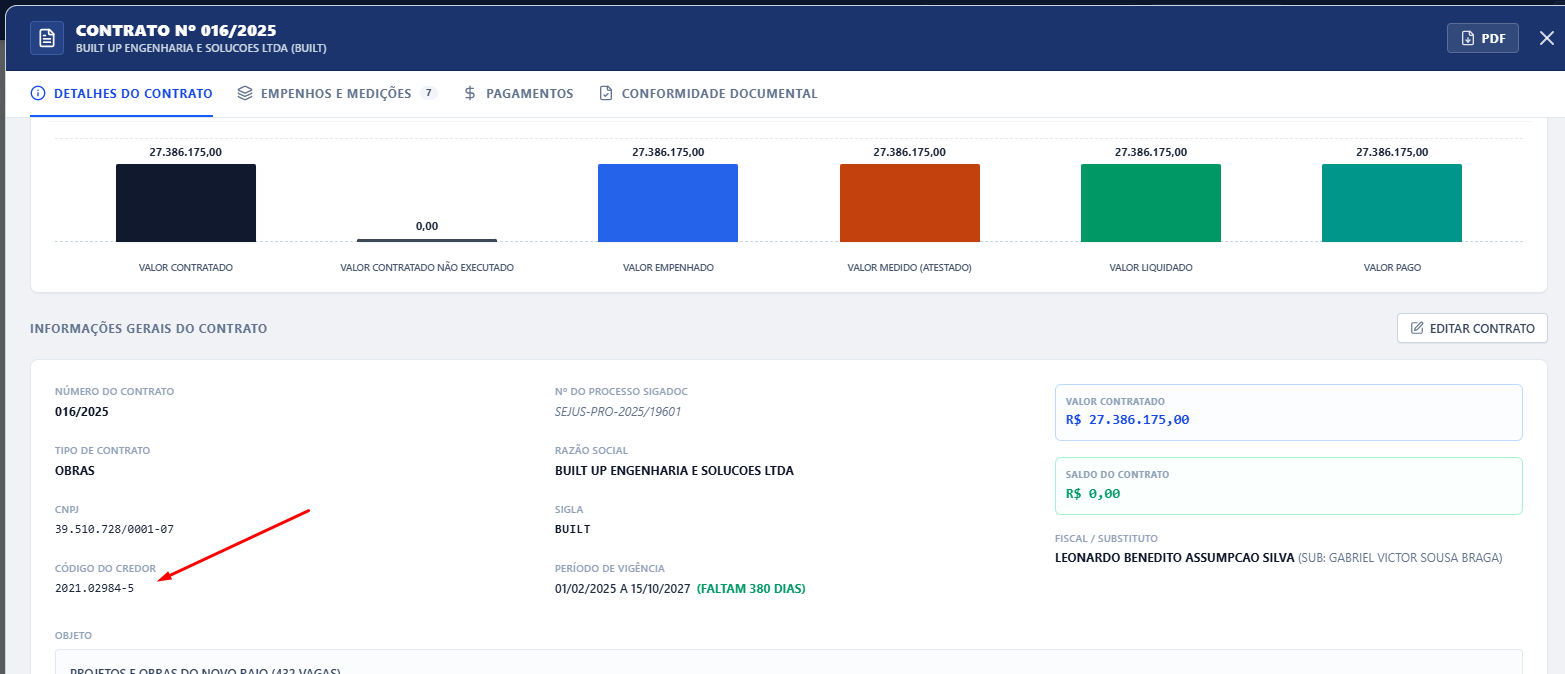 CONTRATO Nº 016/2025
BUILT UP ENGENHARIA E SOLUCOES LTDA (BUILT)
PDF
DETALHES DO CONTRATO
EMPENHOS E MEDIÇÕES 7
PAGAMENTOS
CONFORMIDADE DOCUMENTAL
27.386.175,00
0,00
27.386.175,00
27.386.175,00
27.386.175,00
27.386.175,00
VALOR CONTRATADO
VALOR CONTRATADO NÃO EXECUTADO
VALOR EMPENHADO
VALOR MEDIDO (ATESTADO)
VALOR LIQUIDADO
VALOR PAGO
INFORMAÇÕES GERAIS DO CONTRATO
EDITAR CONTRATO
NÚMERO DO CONTRATO
016/2025
Nº DO PROCESSO SIGADOC
SEJUS-PRO-2025/19601
VALOR CONTRATADO
R$ 27.386.175,00
TIPO DE CONTRATO
OBRAS
RAZÃO SOCIAL
BUILT UP ENGENHARIA E SOLUCOES LTDA
SALDO DO CONTRATO
R$ 0,00
CNPJ
39.510.728/0001-07
SIGLA
BUILT
FISCAL / SUBSTITUTO
LEONARDO BENEDITO ASSUMPCAO SILVA (SUB: GABRIEL VICTOR SOUSA BRAGA)
CÓDIGO DO CREDOR
2021.02984-5
PERÍODO DE VIGÊNCIA
01/02/2025 A 15/10/2027 (FALTAM 380 DIAS)
OBJETO
PROJETOS E OBRAS DO NOVO RAIO (432 VAGAS)